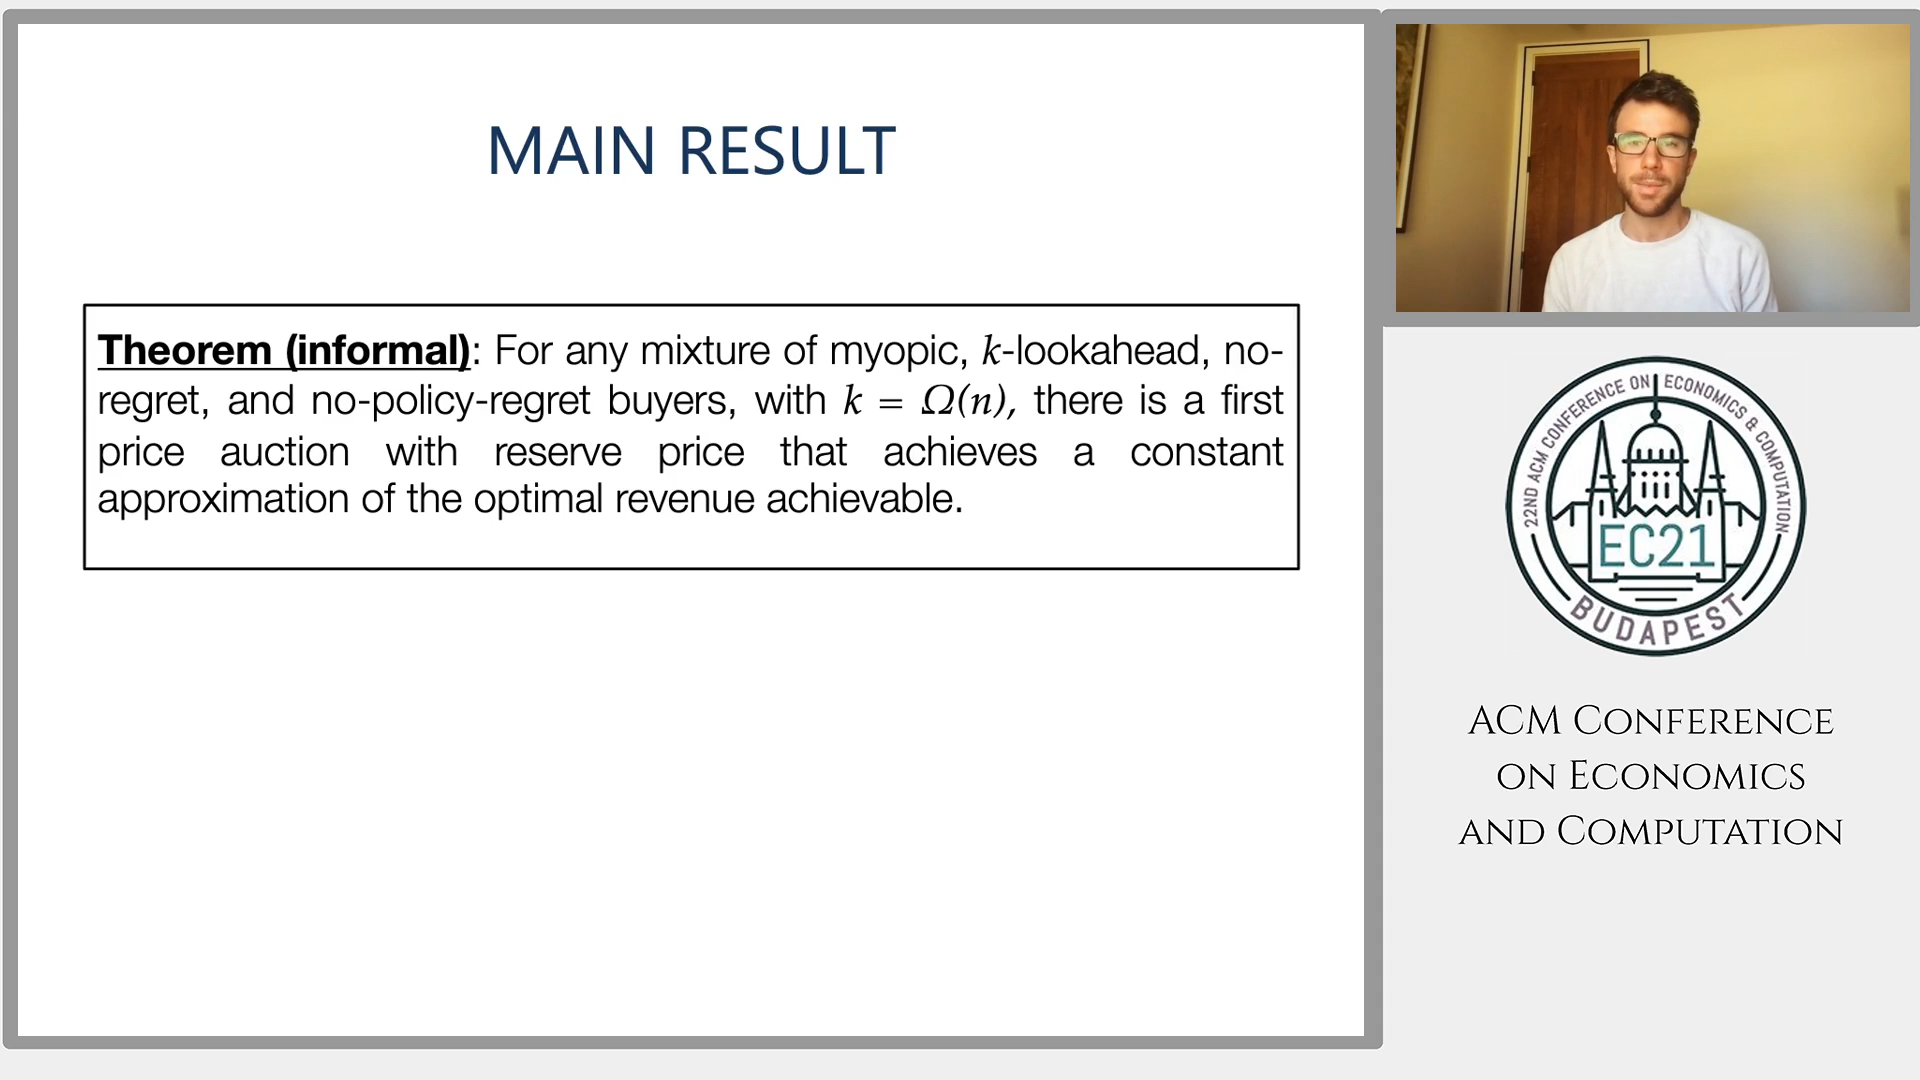 MAIN RESULT
Theorem (informal): For any mixture of myopic, k-lookahead, no-
regret, and no-policy-regret buyers, with k = Ω(n), there is a first
price auction with reserve price that achieves a constant
approximation of the optimal revenue achievable.
22ND ACM CONFERENCE ON ECONOMICS & COMPUTATION
EC21
BUDAPEST
ACM Conference
on Economics
and Computation